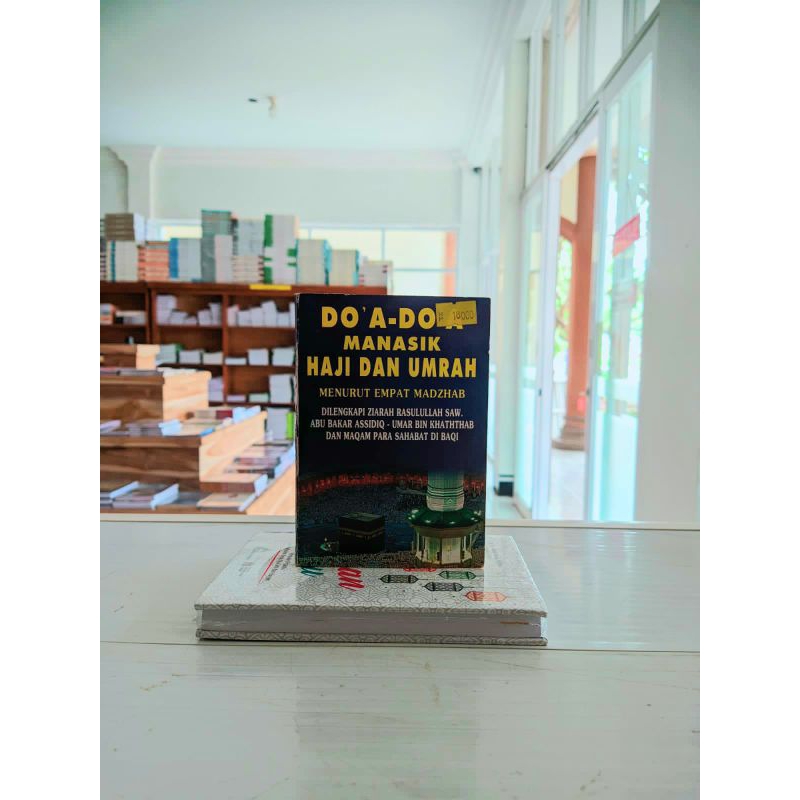 DO'A-DO'A
# 18000
MANASIK
HAJI DAN UMRAH
MENURUT EMPAT MADZHAB
DILENGKAPI ZIARAH RASULULLAH SAW.
ABU BAKAR ASSIDIQ - UMAR BIN KHATHTHAB
DAN MAQAM PARA SAHABAT DI BAQI